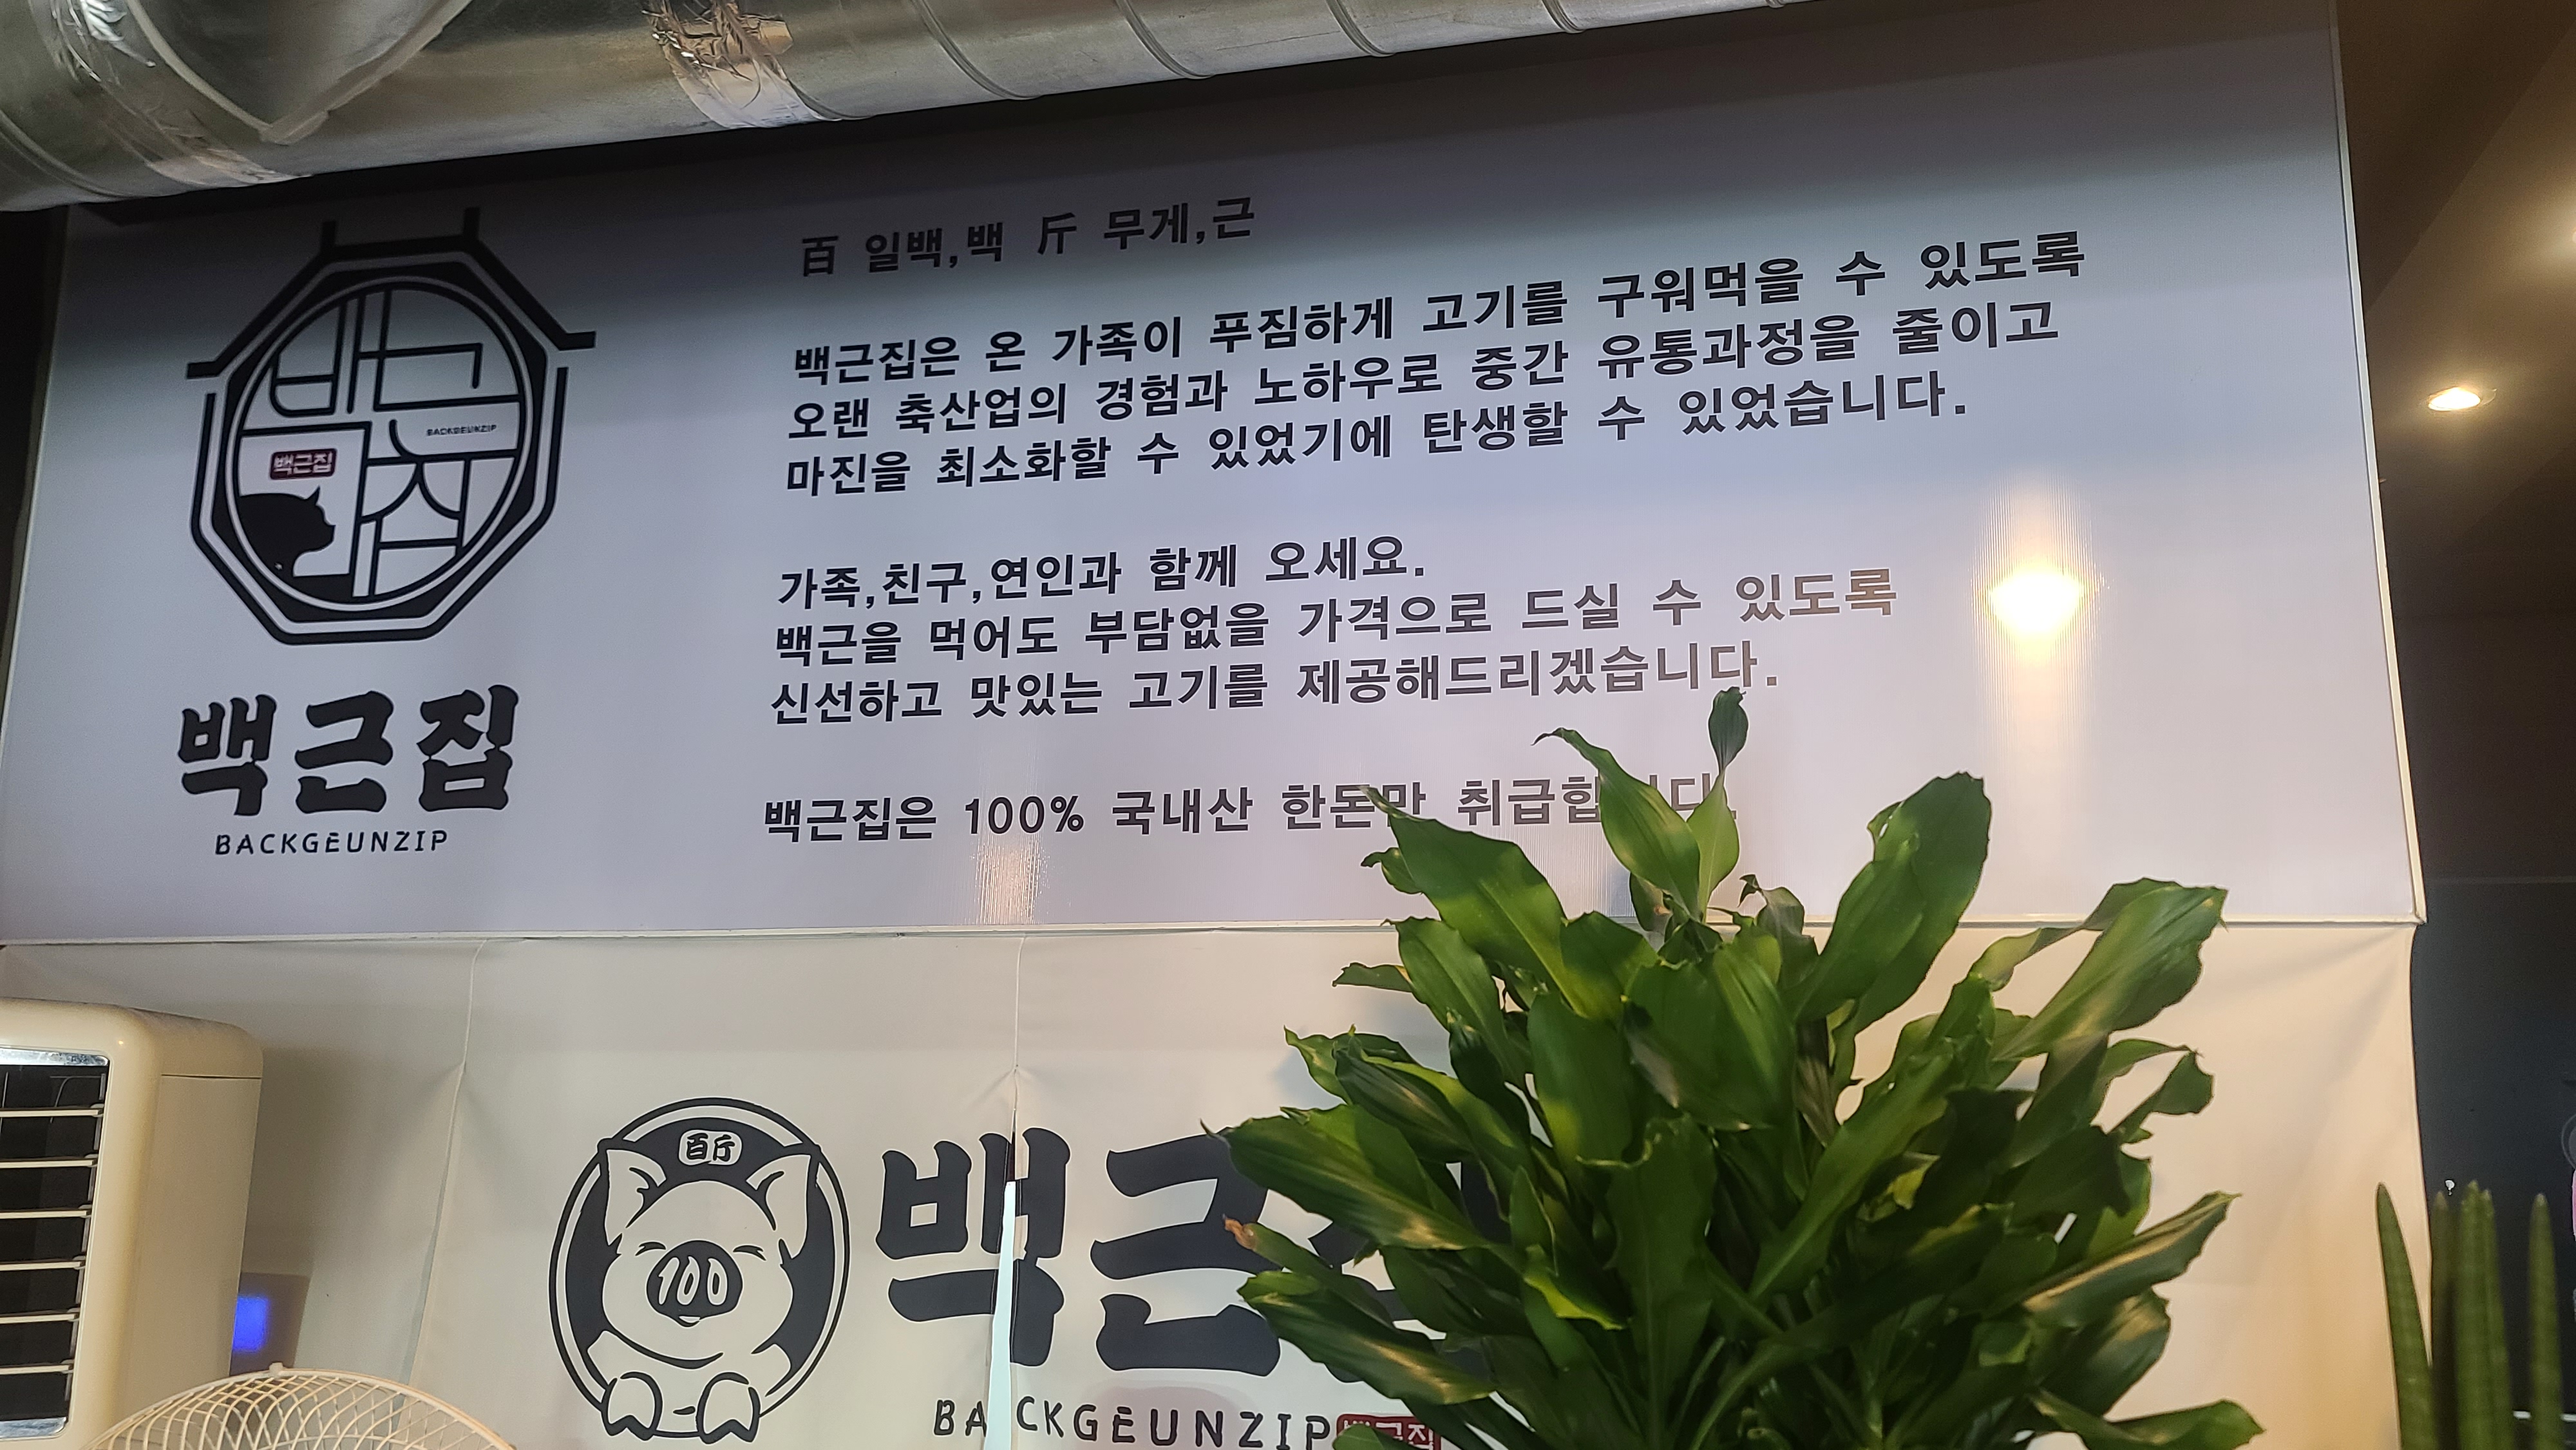 百 일백,백 斤 무게,근
백근집은 온 가족이 푸짐하게 고기를 구워먹을 수 있도록
오랜 축산업의 경험과 노하우로 중간 유통과정을 줄이고
마진을 최소화할 수 있었기에 탄생할 수 있었습니다.
가족,친구,연인과 함께 오세요.
백근을 먹어도 부담없을 가격으로 드실 수 있도록
신선하고 맛있는 고기를 제공해드리겠습니다.
백근집은 100% 국내산 한돈만
백근집
BACKGEUNZIP
백근집
백근집
BACKGEUNZIP
百斤
100
백근
BACKGEUNZIP